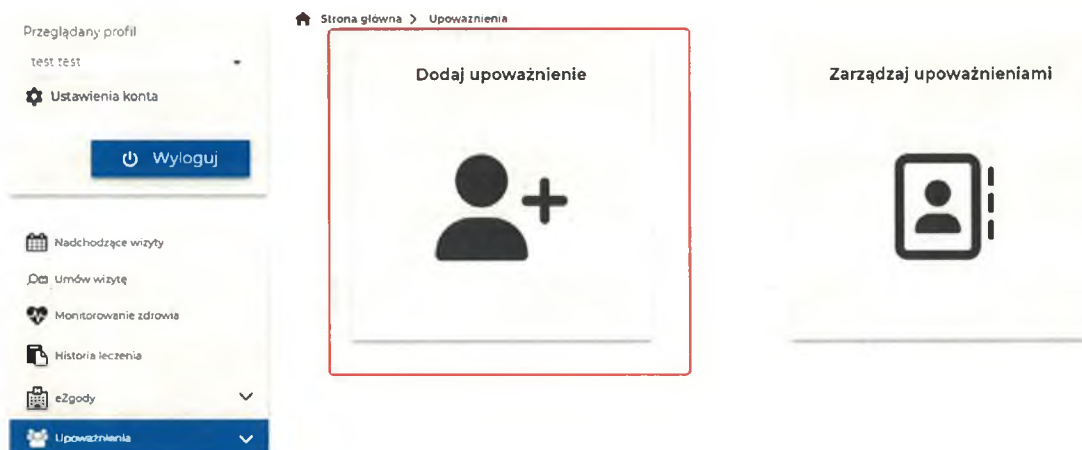 Przeglądany profil
test test
Ustawienia konta
Wyloguj
Nadchodzące wizyty
Umów wizytę
Monitorowanie zdrowia
Historia leczenia
eZgody
Upoważnienia
Strona główna > Upoważnienia
Dodaj upoważnienie
Zarządzaj upoważnieniami